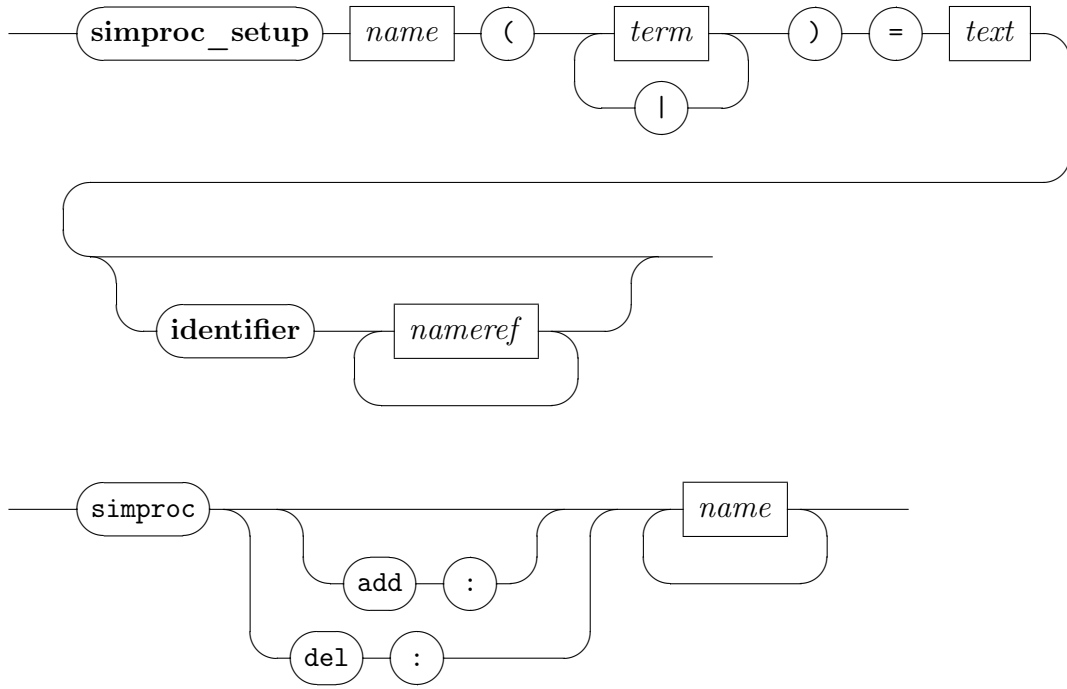 simproc_setup name ( term ) = text
|
identifier nameref
simproc name
add :
del :